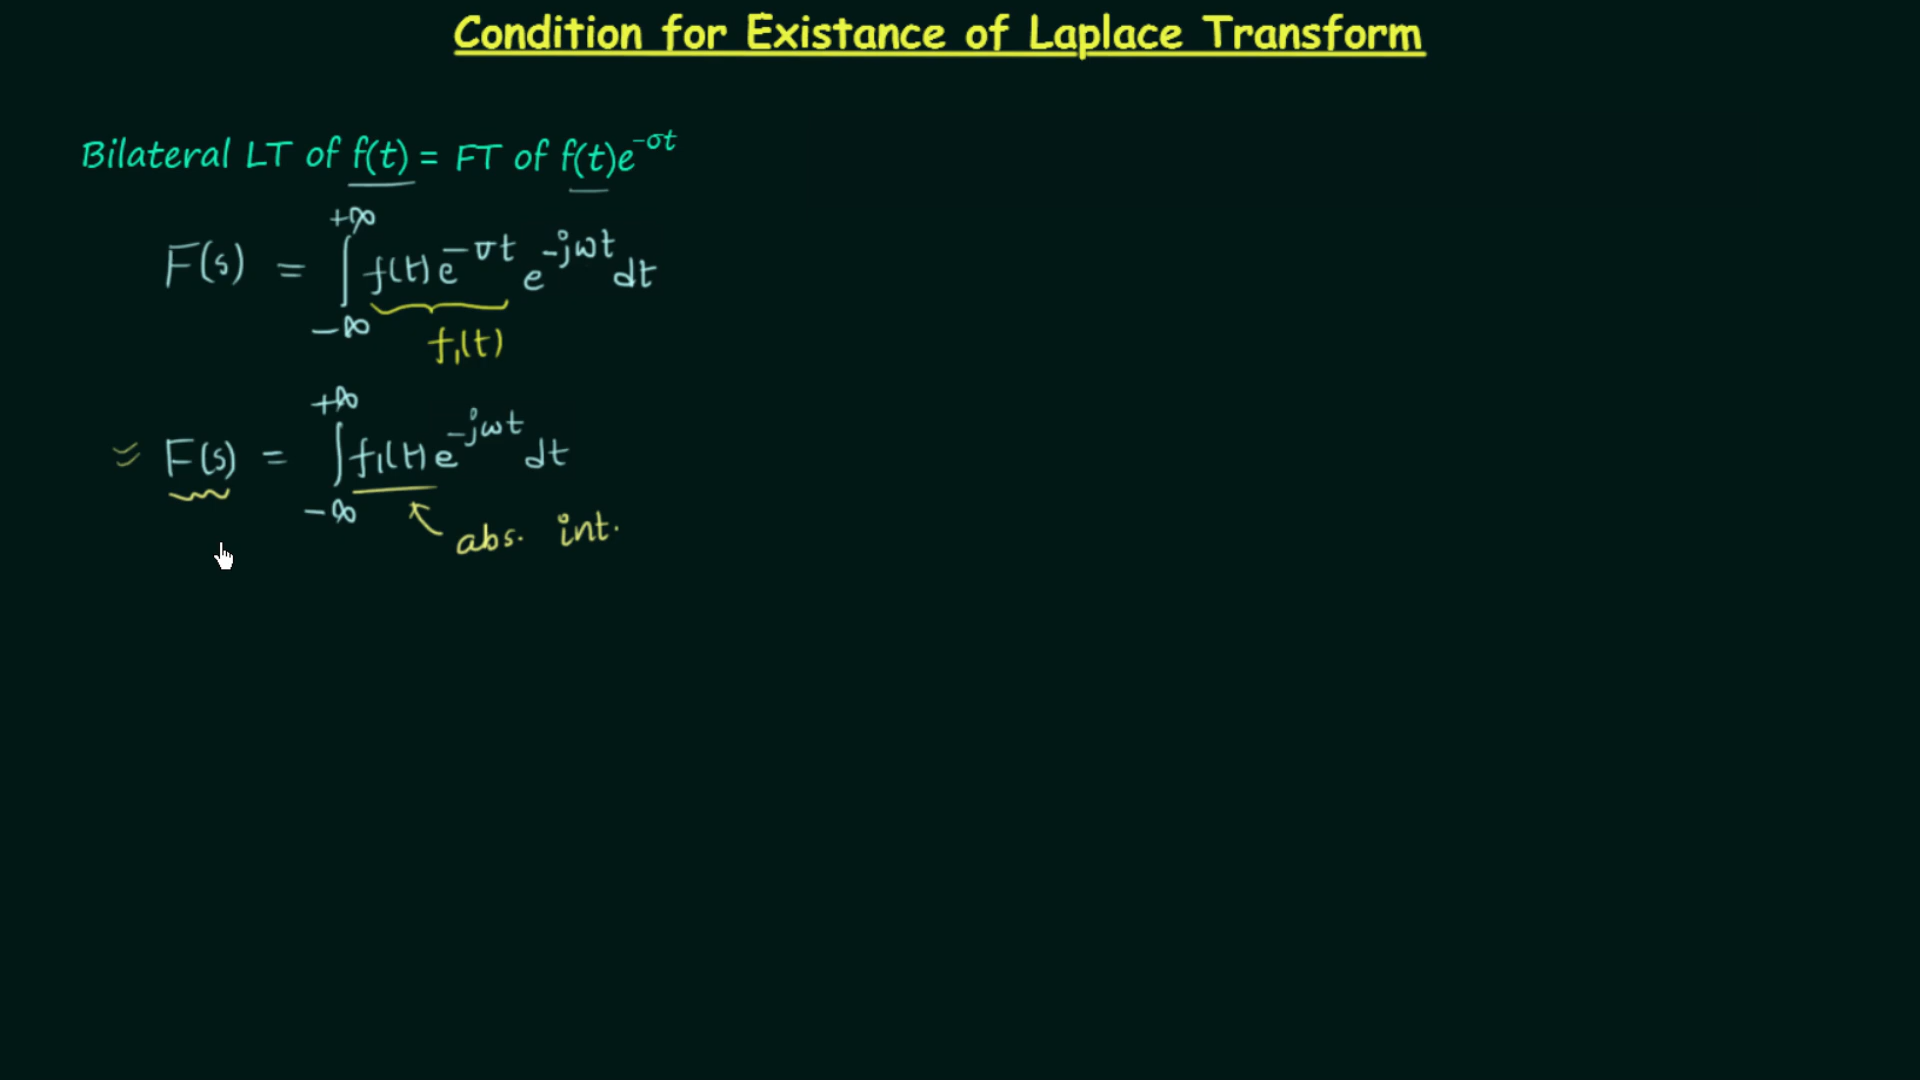 Condition for Existance of Laplace Transform
Bilateral LT of f(t) = FT of f(t)e^-σt
+∞
F(s) = ∫ f(t) e^-σt e^-jωt dt
-∞
f₁(t)
+∞
≈ F(s) = ∫ f₁(t) e^-jωt dt
-∞
abs. int.